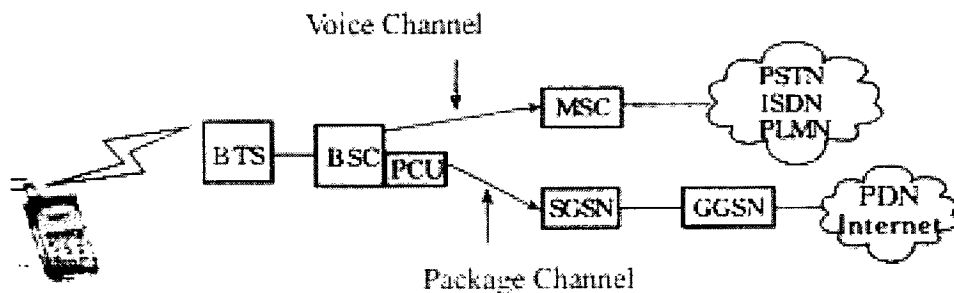 Voice Channel
PSTN
ISDN
PLMN
MSC
BTS
BSC
PCU
SGSN
GGSN
PDN
Internet
Package Channel